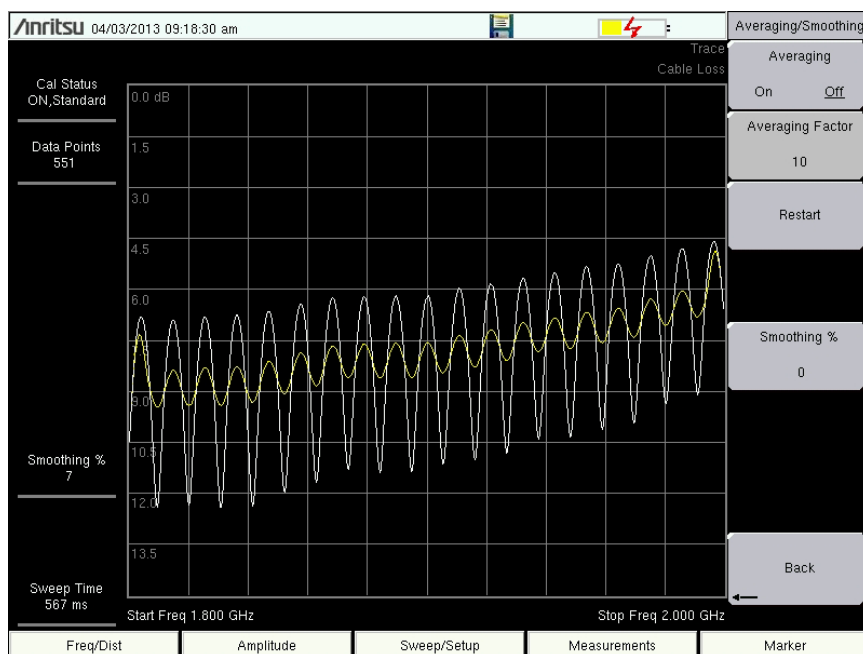 Anritsu 04/03/2013 09:18:30 am
Averaging/Smoothing
Trace
Cable Loss
Cal Status
ON,Standard
Data Points
551
Smoothing %
7
Sweep Time
567 ms
0.0 dB
1.5
3.0
4.5
6.0
9.0
10.5
12.0
13.5
Start Freq 1.800 GHz
Stop Freq 2.000 GHz
Averaging
On Off
Averaging Factor
10
Restart
Smoothing %
0
Back
Freq/Dist
Amplitude
Sweep/Setup
Measurements
Marker